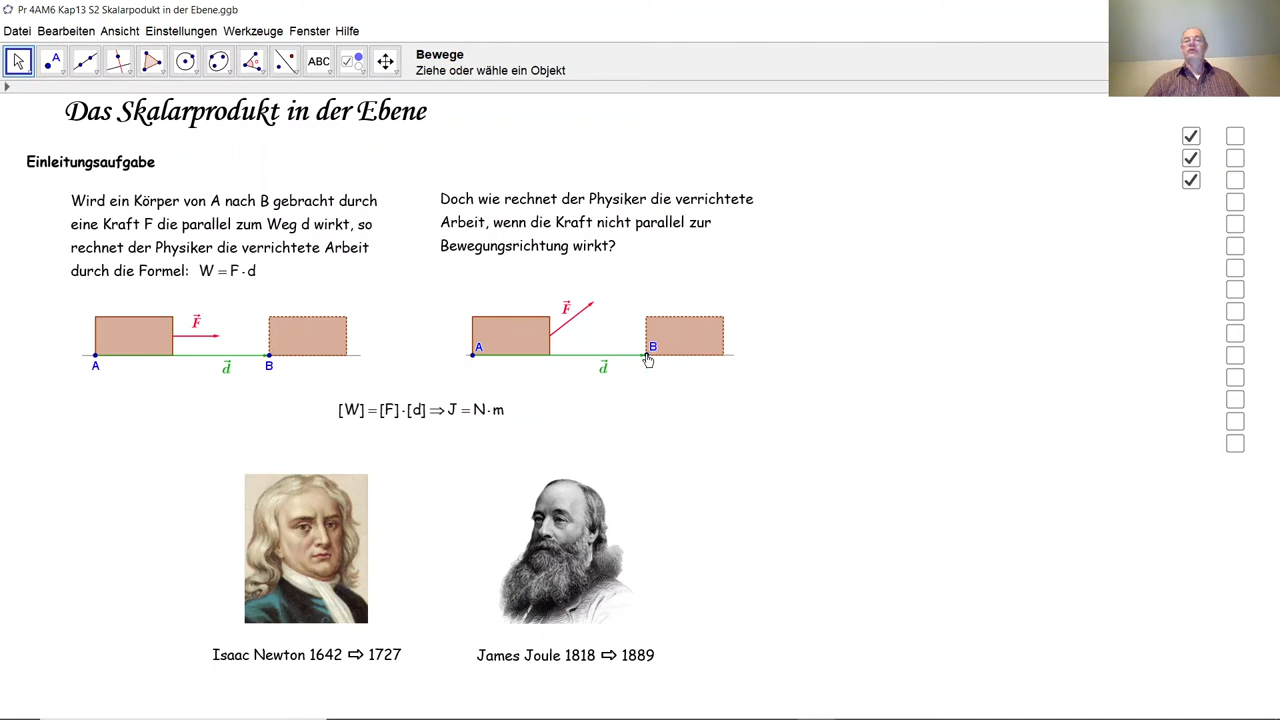 Pr 4AM6 Kap13 S2 Skalarpodukt in der Ebene.ggb
Datei Bearbeiten Ansicht Einstellungen Werkzeuge Fenster Hilfe
A
ABC
Bewege
Ziehe oder wähle ein Objekt
Das Skalarprodukt in der Ebene
Einleitungsaufgabe
Wird ein Körper von A nach B gebracht durch
eine Kraft F die parallel zum Weg d wirkt, so
rechnet der Physiker die verrichtete Arbeit
durch die Formel: W = F · d
Doch wie rechnet der Physiker die verrichtete
Arbeit, wenn die Kraft nicht parallel zur
Bewegungsrichtung wirkt?
F⃗
A
d⃗
B
F⃗
A
d⃗
B
[W] = [F] · [d] ⇒ J = N · m
Isaac Newton 1642 ⇨ 1727
James Joule 1818 ⇨ 1889